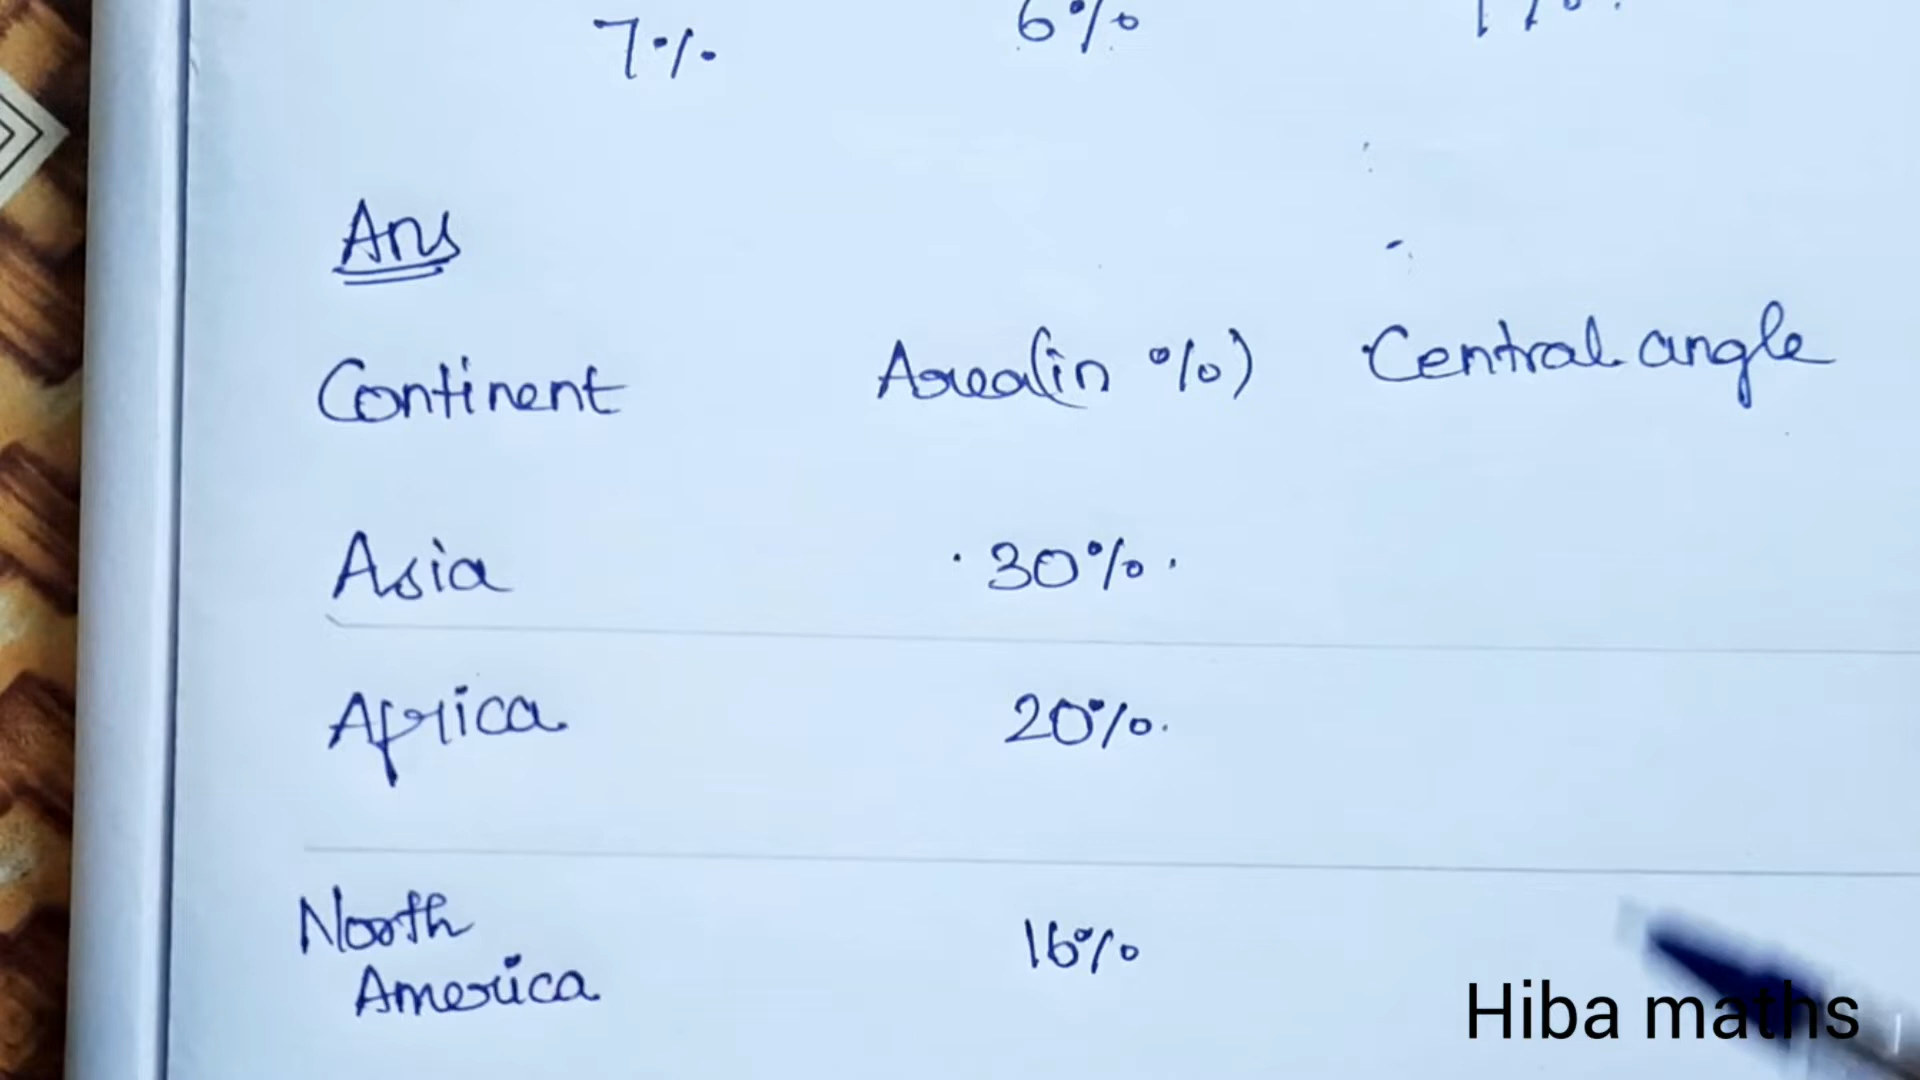 7% 6%
Ans
Continent Area(in %) Central angle
Asia 30%
Africa 20%
North
America 16%
Hiba maths